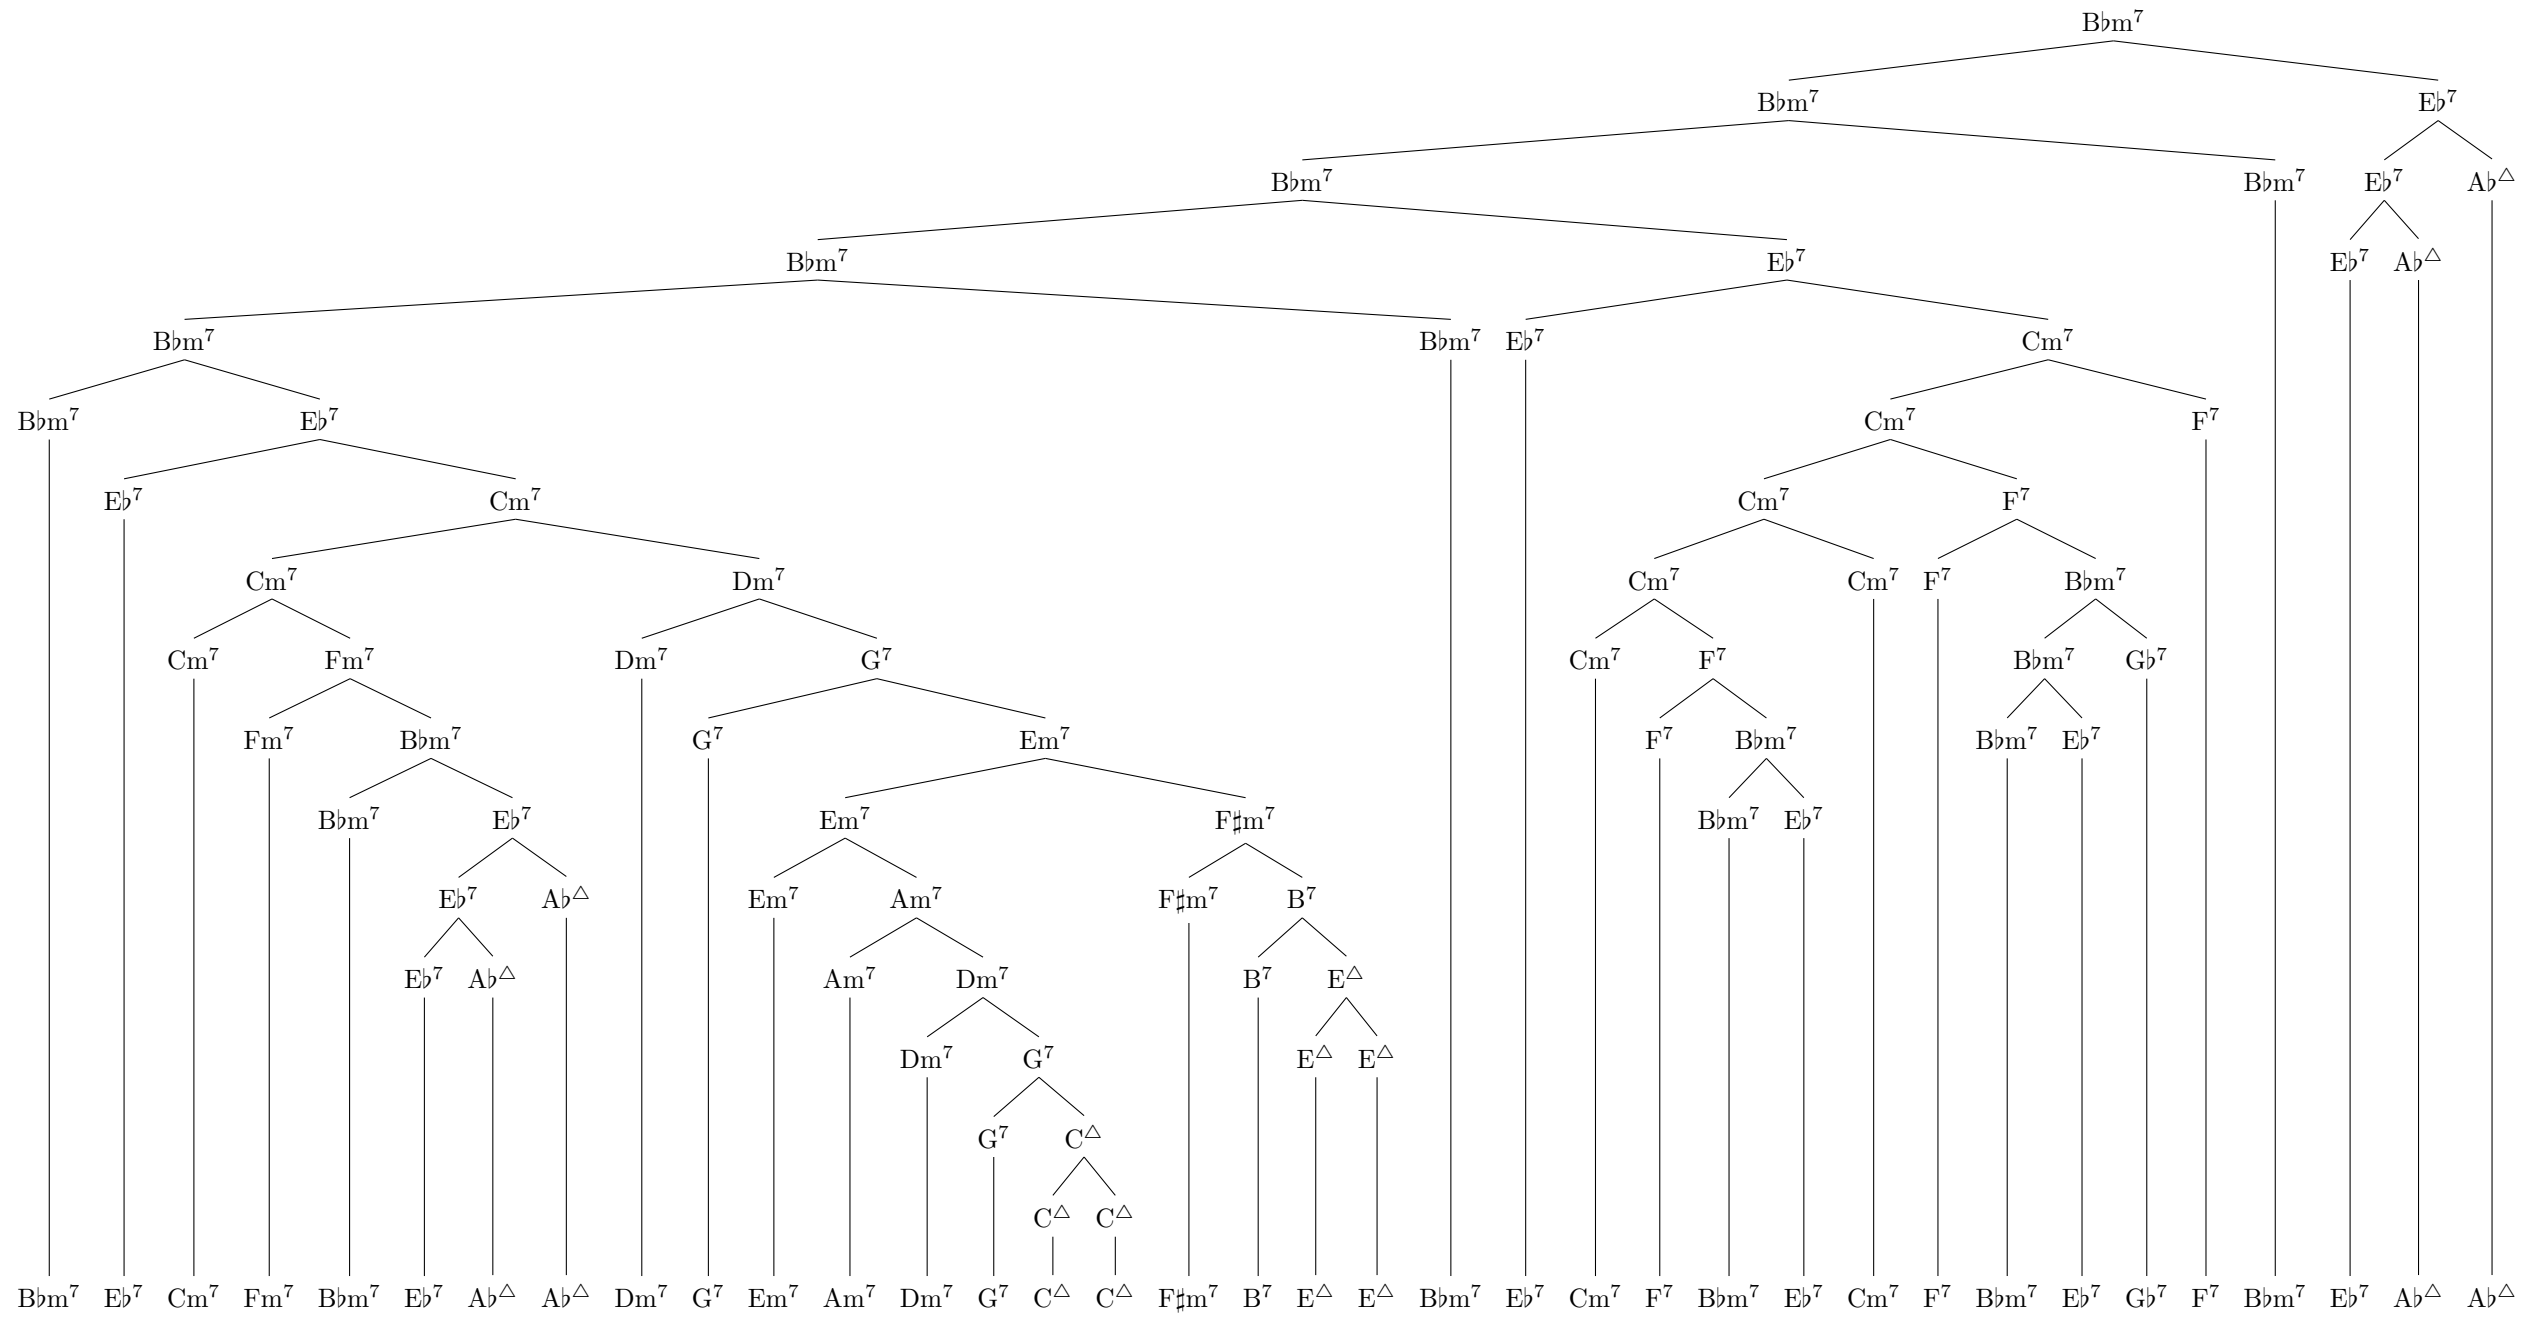 B♭m⁷
B♭m⁷ E♭⁷
B♭m⁷ B♭m⁷ E♭⁷ A♭△
B♭m⁷ E♭⁷ E♭⁷ A♭△
B♭m⁷ B♭m⁷ E♭⁷ Cm⁷
B♭m⁷ E♭⁷ Cm⁷ F⁷
E♭⁷ Cm⁷ Cm⁷ F⁷
Cm⁷ Dm⁷ Cm⁷ Cm⁷ F⁷ B♭m⁷
Cm⁷ Fm⁷ Dm⁷ G⁷ Cm⁷ F⁷ B♭m⁷ G♭⁷
Fm⁷ B♭m⁷ G⁷ Em⁷ F⁷ B♭m⁷ B♭m⁷ E♭⁷
B♭m⁷ E♭⁷ Em⁷ F♯m⁷ B♭m⁷ E♭⁷
E♭⁷ A♭△ Em⁷ Am⁷ F♯m⁷ B⁷
E♭⁷ A♭△ Am⁷ Dm⁷ B⁷ E△
Dm⁷ G⁷ E△ E△
G⁷ C△
C△ C△
B♭m⁷ E♭⁷ Cm⁷ Fm⁷ B♭m⁷ E♭⁷ A♭△ A♭△ Dm⁷ G⁷ Em⁷ Am⁷ Dm⁷ G⁷ C△ C△ F♯m⁷ B⁷ E△ E△ B♭m⁷ E♭⁷ Cm⁷ F⁷ B♭m⁷ E♭⁷ Cm⁷ F⁷ B♭m⁷ E♭⁷ G♭⁷ F⁷ B♭m⁷ E♭⁷ A♭△ A♭△